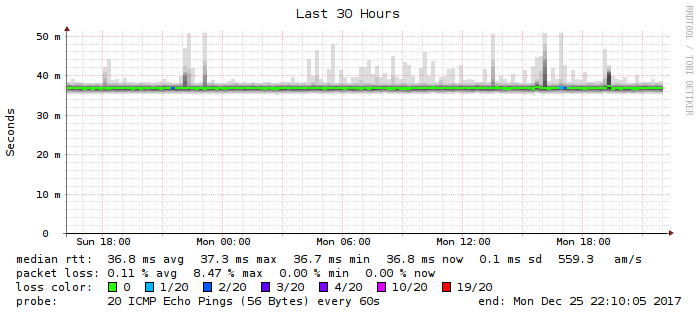 Last 30 Hours
RRDTOOL / TOBI OETIKER
Seconds
50 m
40 m
30 m
20 m
10 m
0
Sun 18:00 Mon 00:00 Mon 06:00 Mon 12:00 Mon 18:00
median rtt: 36.8 ms avg 37.3 ms max 36.7 ms min 36.8 ms now 0.1 ms sd 559.3 am/s
packet loss: 0.11 % avg 8.47 % max 0.00 % min 0.00 % now
loss color: 0 1/20 2/20 3/20 4/20 10/20 19/20
probe: 20 ICMP Echo Pings (56 Bytes) every 60s end: Mon Dec 25 22:10:05 2017